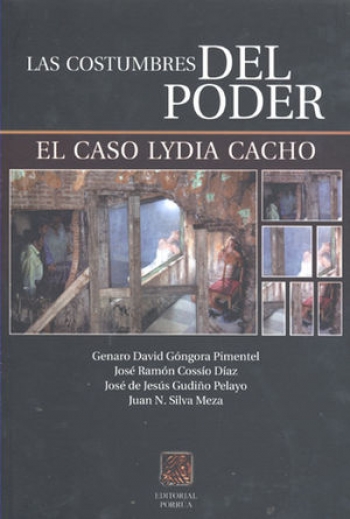 LAS COSTUMBRES DEL
PODER
EL CASO LYDIA CACHO
Genaro David Góngora Pimentel
José Ramón Cossío Díaz
José de Jesús Gudiño Pelayo
Juan N. Silva Meza
EDITORIAL
PORRÚA